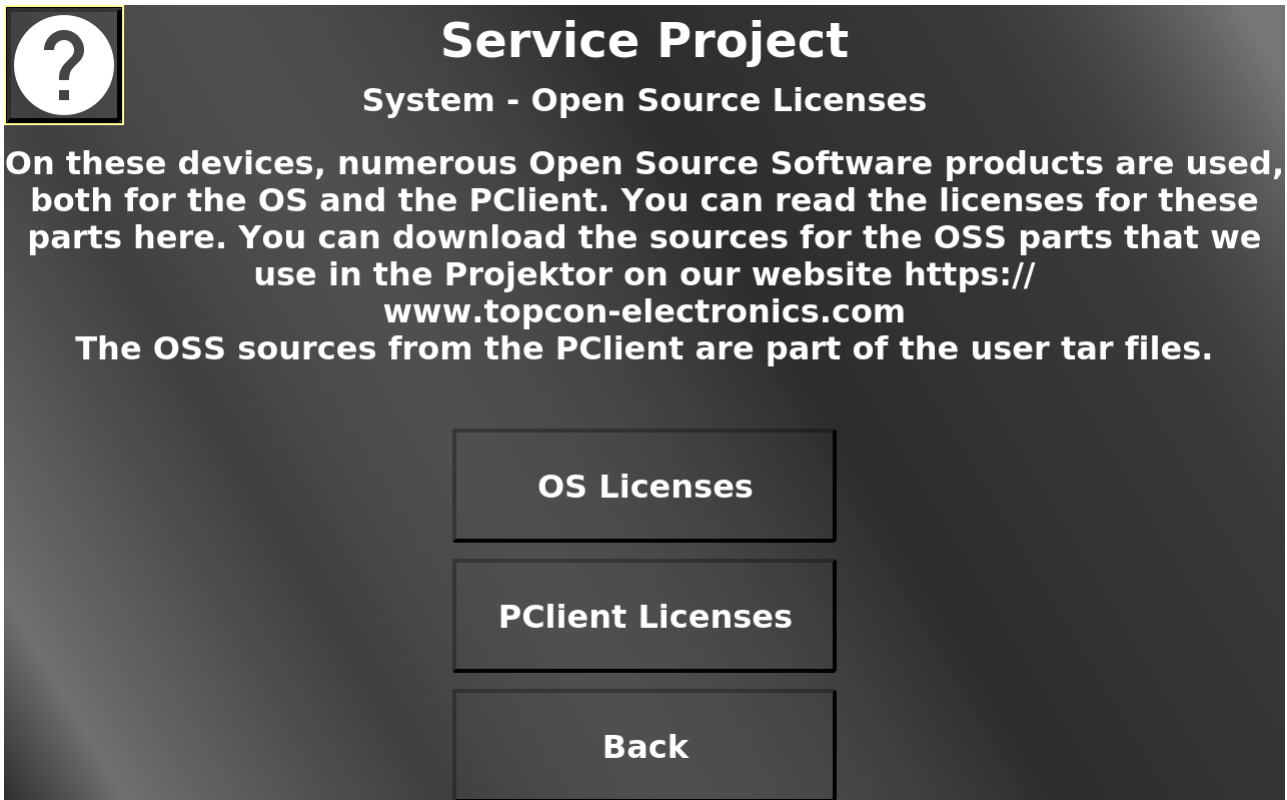 Service Project
System - Open Source Licenses
On these devices, numerous Open Source Software products are used,
both for the OS and the PClient. You can read the licenses for these
parts here. You can download the sources for the OSS parts that we
use in the Projektor on our website https://
www.topcon-electronics.com
The OSS sources from the PClient are part of the user tar files.
OS Licenses
PClient Licenses
Back